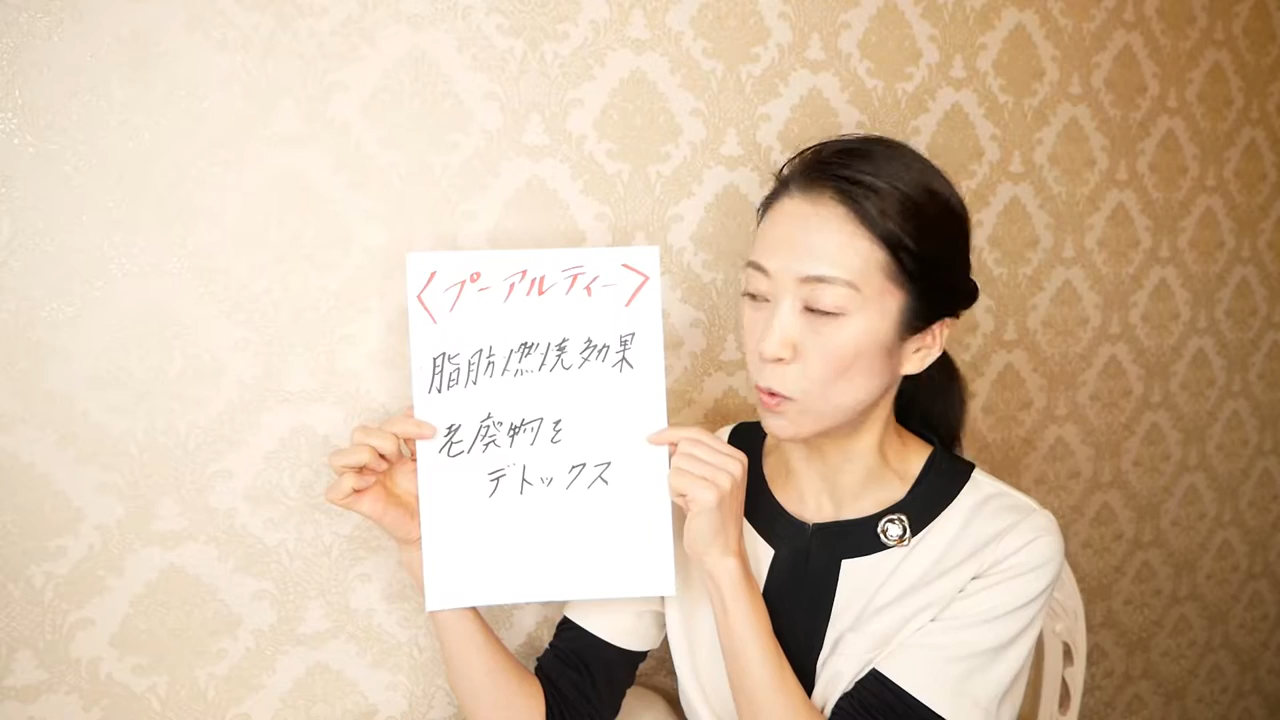 〈プーアルティー〉
脂肪燃焼効果
老廃物を
デトックス